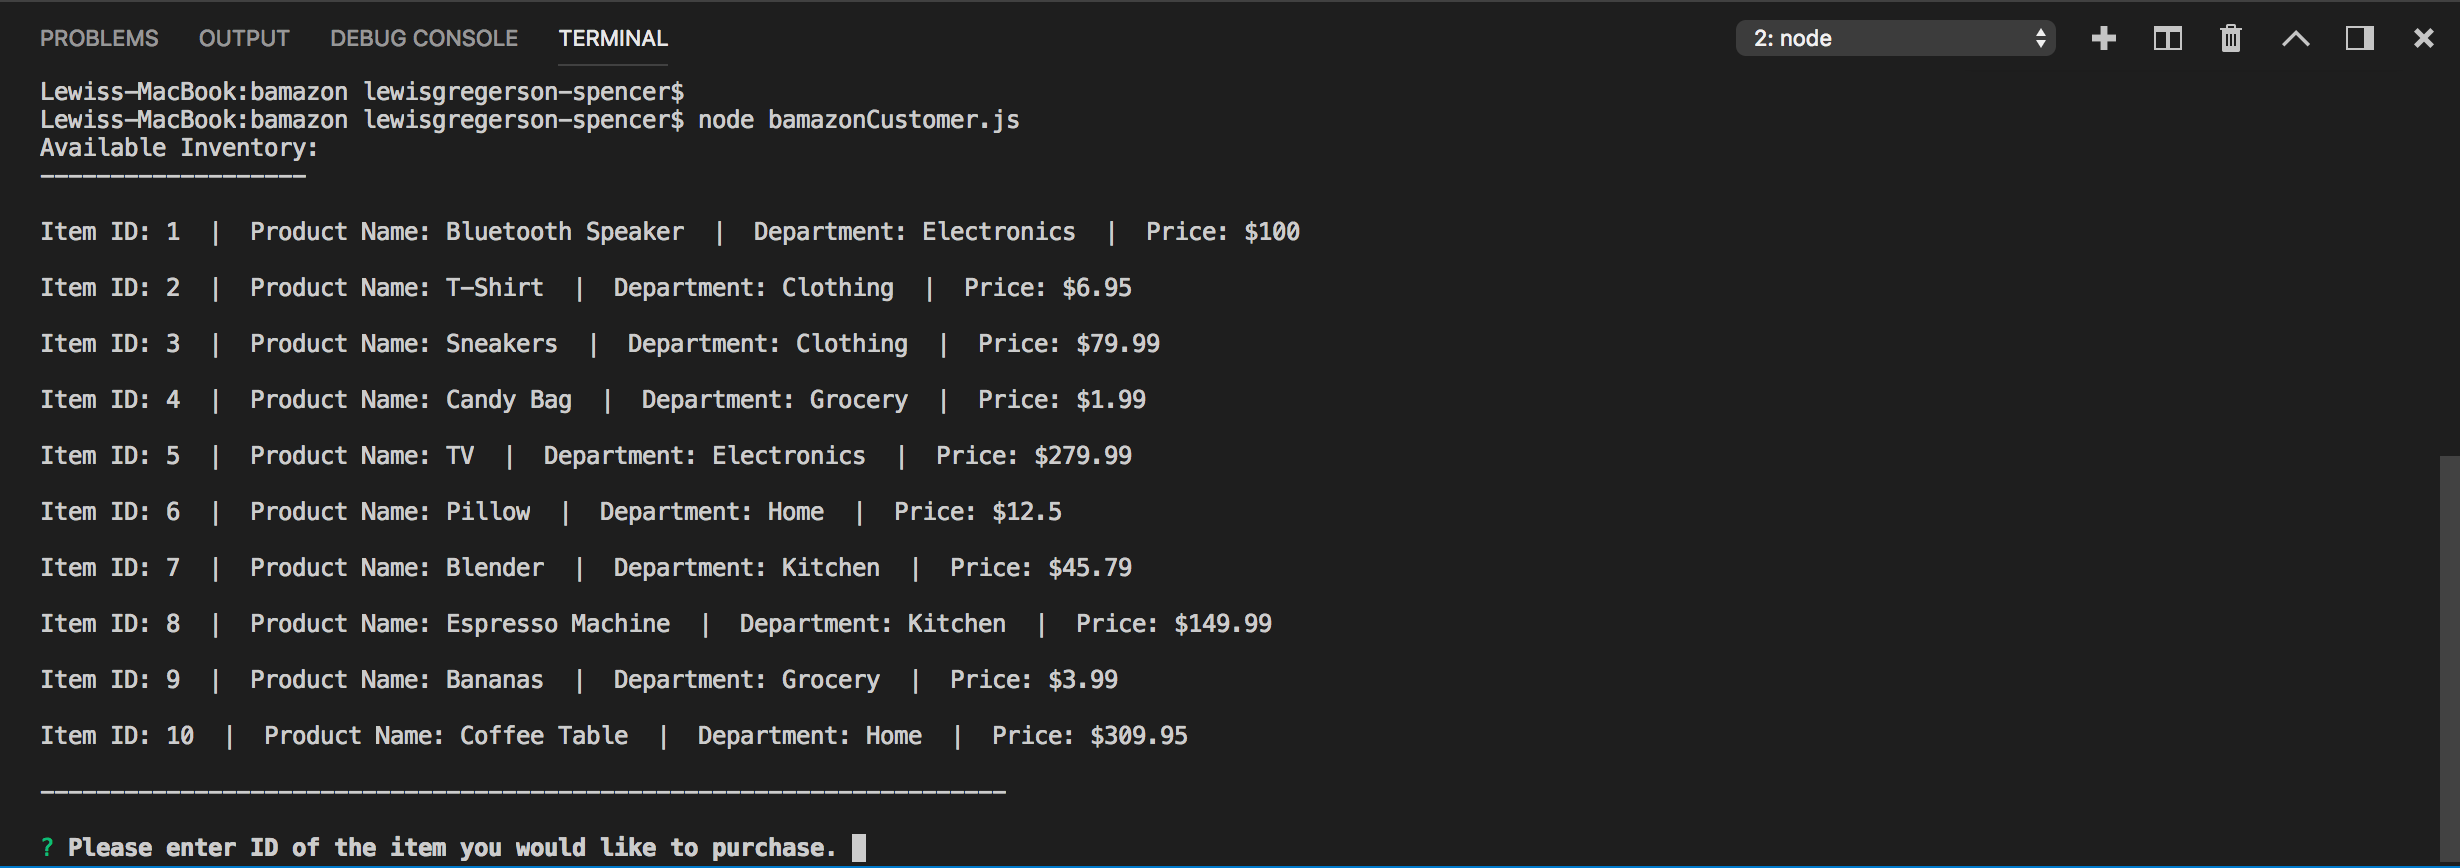 PROBLEMS OUTPUT DEBUG CONSOLE TERMINAL 2: node
Lewiss-MacBook:bamazon lewisgregerson-spencer$
Lewiss-MacBook:bamazon lewisgregerson-spencer$ node bamazonCustomer.js
Available Inventory:
-------------------
Item ID: 1  |  Product Name: Bluetooth Speaker  |  Department: Electronics  |  Price: $100
Item ID: 2  |  Product Name: T-Shirt  |  Department: Clothing  |  Price: $6.95
Item ID: 3  |  Product Name: Sneakers  |  Department: Clothing  |  Price: $79.99
Item ID: 4  |  Product Name: Candy Bag  |  Department: Grocery  |  Price: $1.99
Item ID: 5  |  Product Name: TV  |  Department: Electronics  |  Price: $279.99
Item ID: 6  |  Product Name: Pillow  |  Department: Home  |  Price: $12.5
Item ID: 7  |  Product Name: Blender  |  Department: Kitchen  |  Price: $45.79
Item ID: 8  |  Product Name: Espresso Machine  |  Department: Kitchen  |  Price: $149.99
Item ID: 9  |  Product Name: Bananas  |  Department: Grocery  |  Price: $3.99
Item ID: 10  |  Product Name: Coffee Table  |  Department: Home  |  Price: $309.95
---------------------------------------------------------------------
? Please enter ID of the item you would like to purchase.